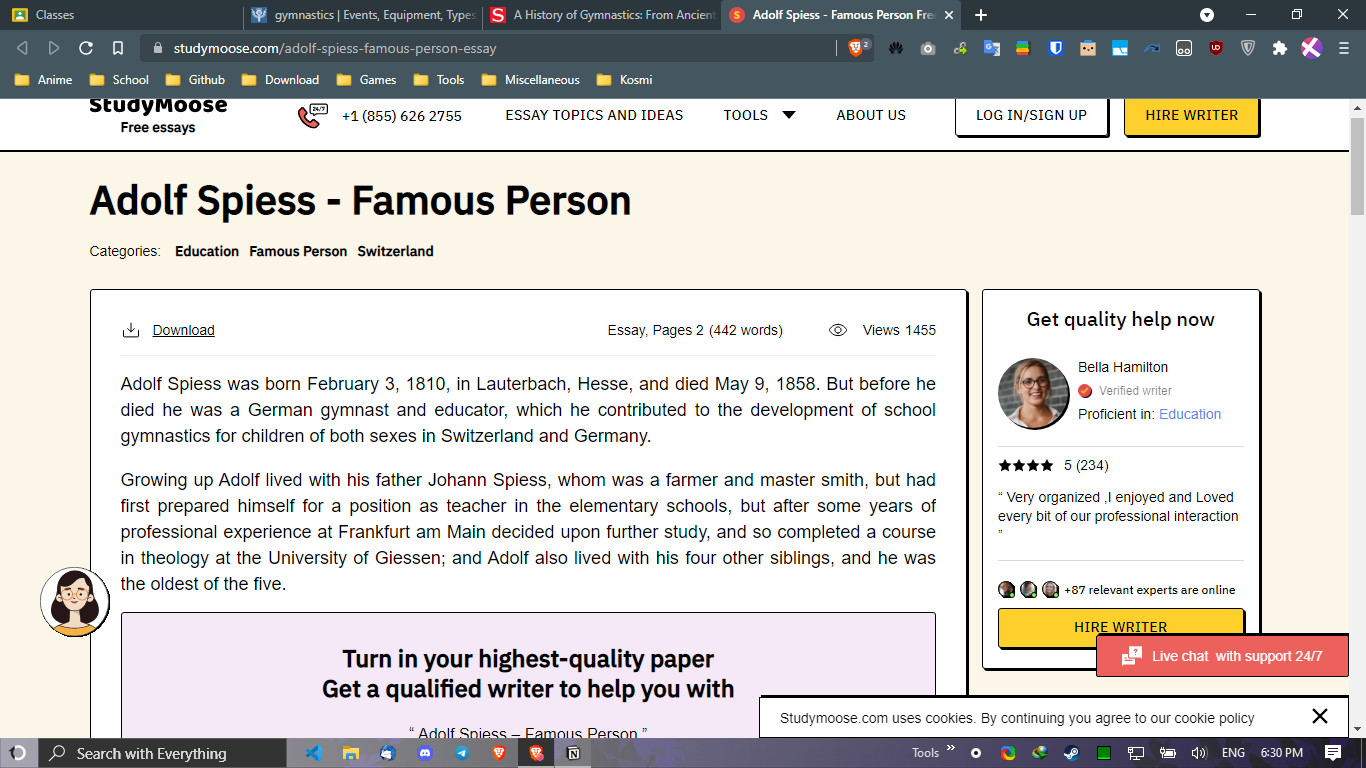 Classes
gymnastics | Events, Equipment, Types,
A History of Gymnastics: From Ancient
Adolf Spiess - Famous Person Free
studymoose.com/adolf-spiess-famous-person-essay
2
Anime
School
Github
Download
Games
Tools
Miscellaneous
Kosmi
StudyMoose
Free essays
24/7
+1 (855) 626 2755
ESSAY TOPICS AND IDEAS
TOOLS
ABOUT US
LOG IN/SIGN UP
HIRE WRITER
Adolf Spiess - Famous Person
Categories: Education Famous Person Switzerland
Download
Essay, Pages 2 (442 words)
Views 1455
Adolf Spiess was born February 3, 1810, in Lauterbach, Hesse, and died May 9, 1858. But before he
died he was a German gymnast and educator, which he contributed to the development of school
gymnastics for children of both sexes in Switzerland and Germany.
Growing up Adolf lived with his father Johann Spiess, whom was a farmer and master smith, but had
first prepared himself for a position as teacher in the elementary schools, but after some years of
professional experience at Frankfurt am Main decided upon further study, and so completed a course
in theology at the University of Giessen; and Adolf also lived with his four other siblings, and he was
the oldest of the five.
Turn in your highest-quality paper
Get a qualified writer to help you with
“ Adolf Spiess – Famous Person ”
Get quality help now
Bella Hamilton
Verified writer
Proficient in: Education
5 (234)
“ Very organized ,I enjoyed and Loved
every bit of our professional interaction
”
+87 relevant experts are online
HIRE WRITER
Live chat with support 24/7
Studymoose.com uses cookies. By continuing you agree to our cookie policy
Search with Everything
Tools
ENG
6:30 PM